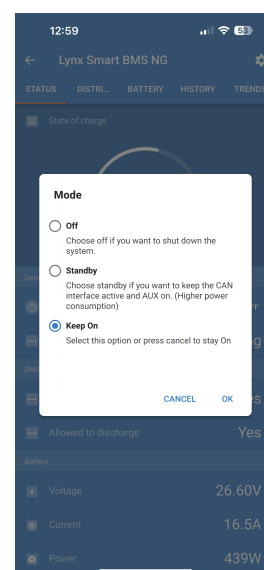 12:59
53
Lynx Smart BMS NG
STATUS DISTRI... BATTERY HISTORY TRENDS
State of charge
Mode
Off
Choose off if you want to shut down the
system.
Standby
Choose standby if you want to keep the CAN
interface active and AUX on. (Higher power
consumption)
Keep On
Select this option or press cancel to stay On
CANCEL OK
BMS
Allowed to discharge Yes
Battery
Voltage 26.60V
Current 16.5A
Power 439W